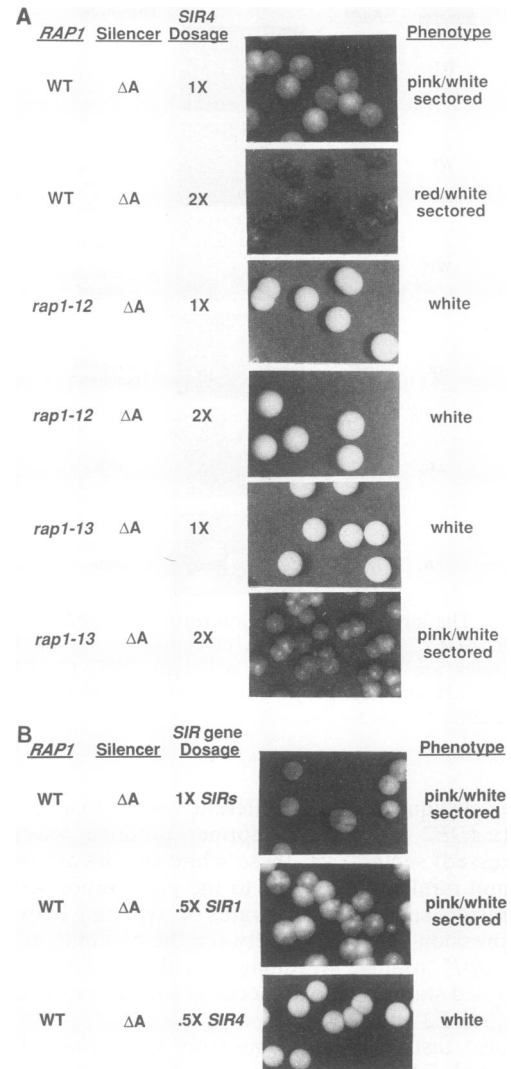 A
SIR4
RAP1 Silencer Dosage Phenotype
WT ΔA 1X pink/white
sectored
WT ΔA 2X red/white
sectored
rap1-12 ΔA 1X white
rap1-12 ΔA 2X white
rap1-13 ΔA 1X white
rap1-13 ΔA 2X pink/white
sectored
B
SIR gene
RAP1 Silencer Dosage Phenotype
WT ΔA 1X SIRs pink/white
sectored
WT ΔA .5X SIR1 pink/white
sectored
WT ΔA .5X SIR4 white